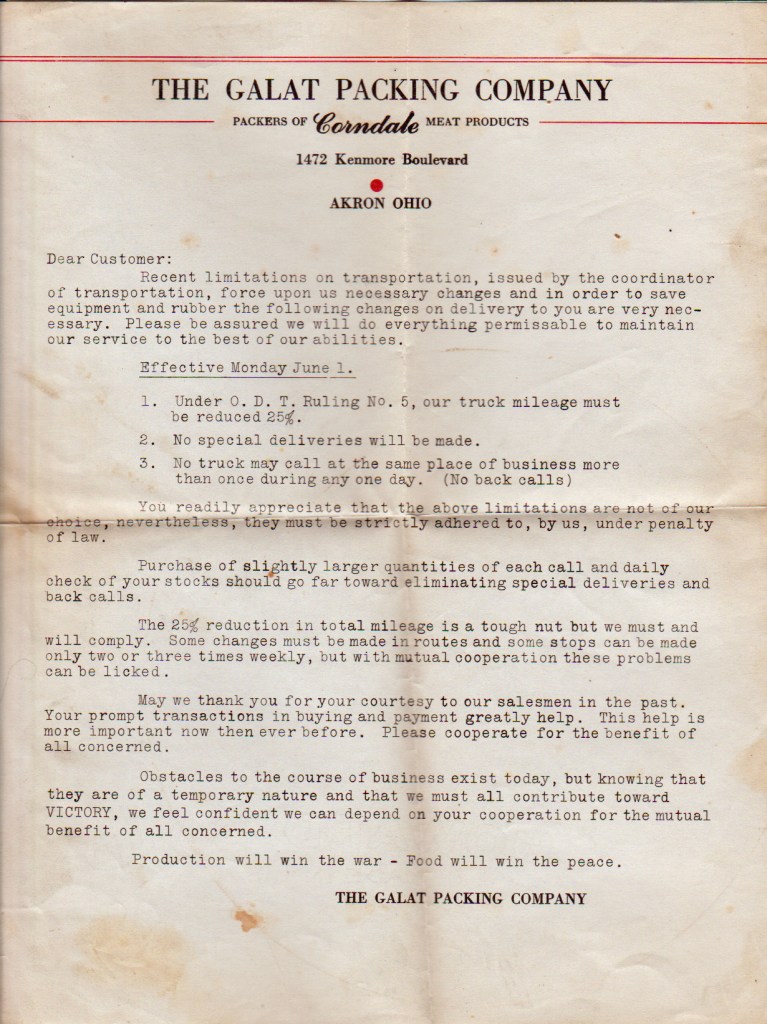 THE GALAT PACKING COMPANY
PACKERS OF Corndale MEAT PRODUCTS
1472 Kenmore Boulevard
AKRON OHIO
Dear Customer:
Recent limitations on transportation, issued by the coordinator
of transportation, force upon us necessary changes and in order to save
equipment and rubber the following changes on delivery to you are very nec-
essary. Please be assured we will do everything permissable to maintain
our service to the best of our abilities.
Effective Monday June 1.
1. Under O. D. T. Ruling No. 5, our truck mileage must
be reduced 25%.
2. No special deliveries will be made.
3. No truck may call at the same place of business more
than once during any one day. (No back calls)
You readily appreciate that the above limitations are not of our
choice, nevertheless, they must be strictly adhered to, by us, under penalty
of law.
Purchase of slightly larger quantities of each call and daily
check of your stocks should go far toward eliminating special deliveries and
back calls.
The 25% reduction in total mileage is a tough nut but we must and
will comply. Some changes must be made in routes and some stops can be made
only two or three times weekly, but with mutual cooperation these problems
can be licked.
May we thank you for your courtesy to our salesmen in the past.
Your prompt transactions in buying and payment greatly help. This help is
more important now then ever before. Please cooperate for the benefit of
all concerned.
Obstacles to the course of business exist today, but knowing that
they are of a temporary nature and that we must all contribute toward
VICTORY, we feel confident we can depend on your cooperation for the mutual
benefit of all concerned.
Production will win the war - Food will win the peace.
THE GALAT PACKING COMPANY